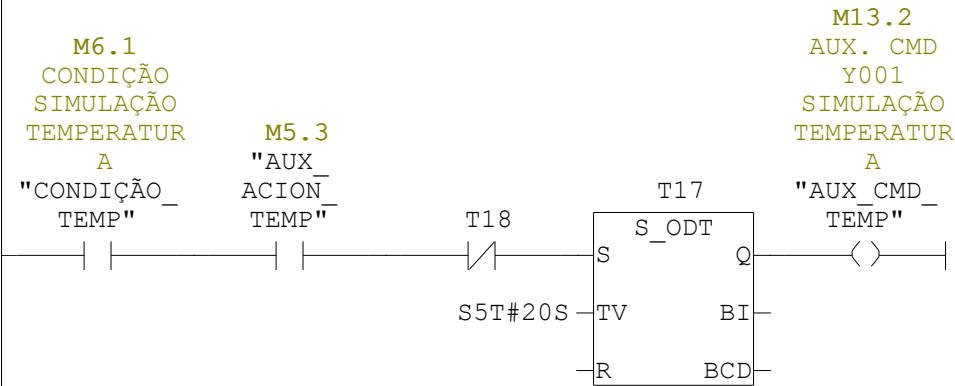 M13.2
AUX. CMD
Y001
SIMULAÇÃO
TEMPERATUR
A
"AUX_CMD_
TEMP"
M6.1
CONDIÇÃO
SIMULAÇÃO
TEMPERATUR
A
"CONDIÇÃO_
TEMP"
M5.3
"AUX_
ACION_
TEMP"
T18
T17
S_ODT
S
Q
S5T#20S
TV
BI
R
BCD